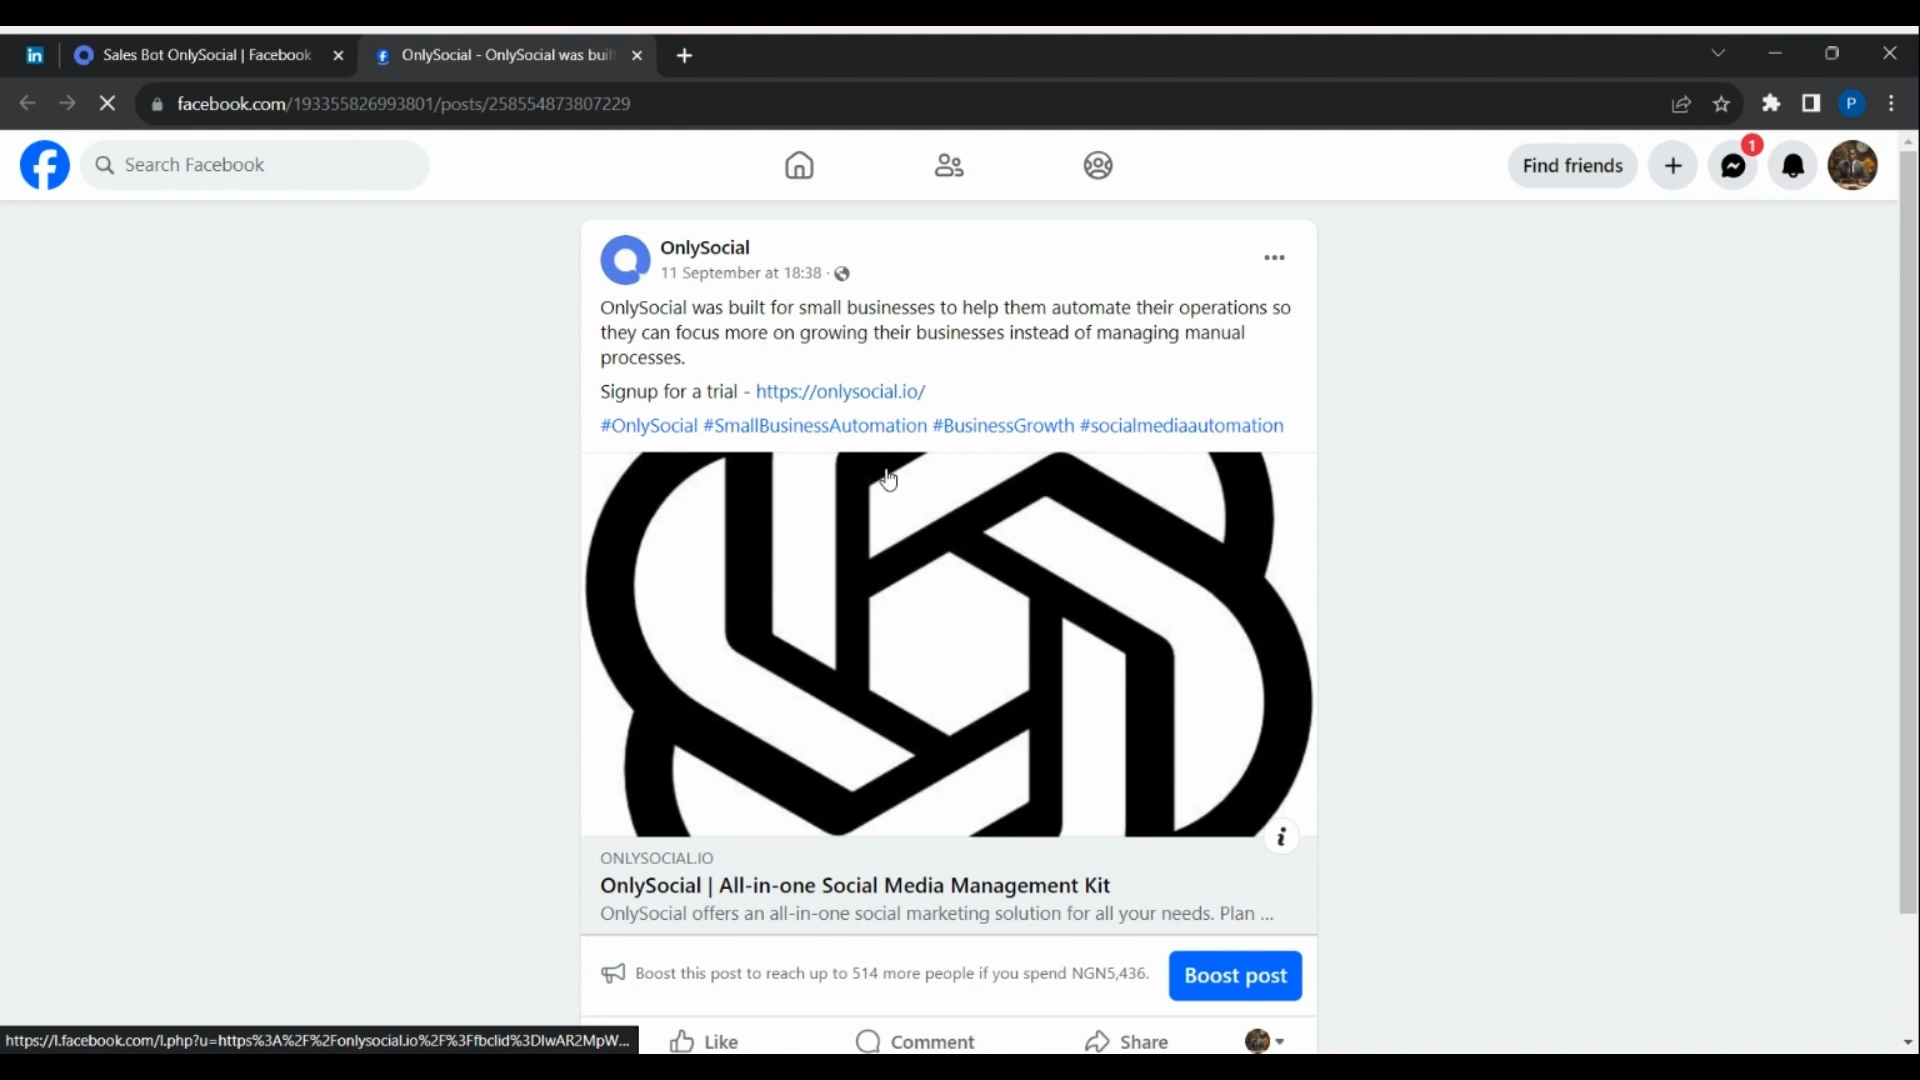 in
Sales Bot OnlySocial | Facebook
OnlySocial - OnlySocial was buil
facebook.com/193355826993801/posts/258554873807229
P
Search Facebook
Find friends
1
OnlySocial
11 September at 18:38 ·
OnlySocial was built for small businesses to help them automate their operations so
they can focus more on growing their businesses instead of managing manual
processes.
Signup for a trial - https://onlysocial.io/
#OnlySocial #SmallBusinessAutomation #BusinessGrowth #socialmediaautomation
i
ONLYSOCIAL.IO
OnlySocial | All-in-one Social Media Management Kit
OnlySocial offers an all-in-one social marketing solution for all your needs. Plan ...
Boost this post to reach up to 514 more people if you spend NGN5,436.
Boost post
https://l.facebook.com/l.php?u=https%3A%2F%2Fonlysocial.io%2F%3Ffbclid%3DIwAR2MpW...
Like
Comment
Share